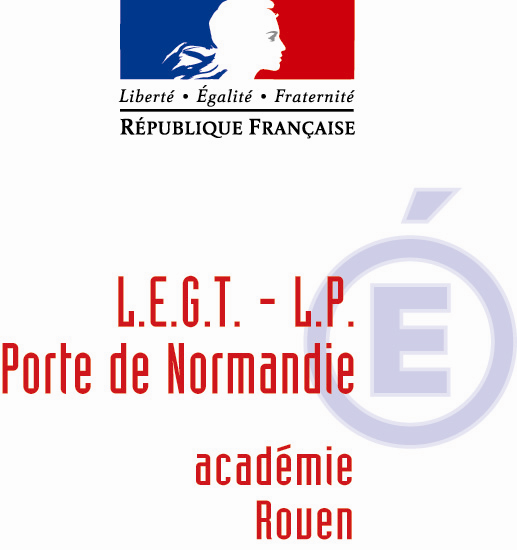 Liberté • Égalité • Fraternité
RÉPUBLIQUE FRANÇAISE
É
L.E.G.T. - L.P.
Porte de Normandie
académie
Rouen